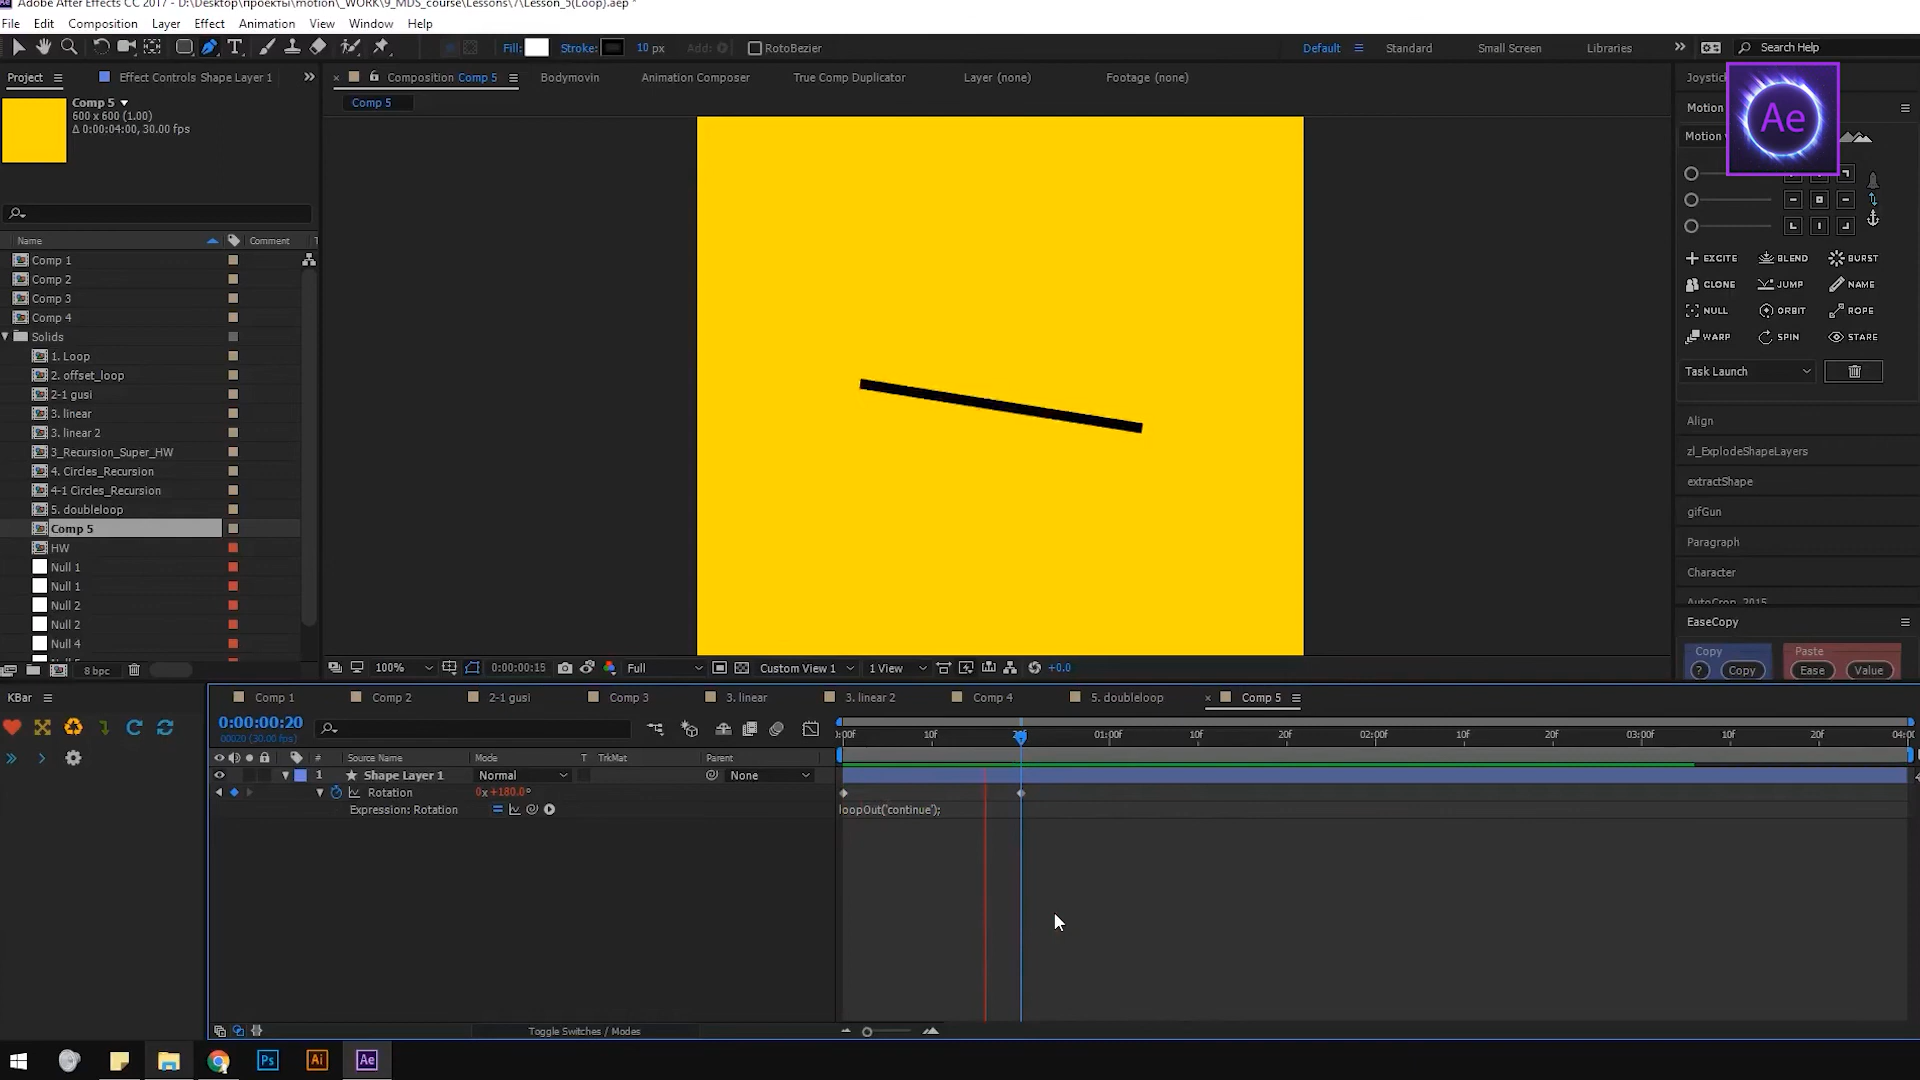 Adobe After Effects CC 2017 - D:\Desktop\проекты\motion\_WORK\9_MDS_course\Lessons\7\Lesson_5(Loop).aep *
File Edit Composition Layer Effect Animation View Window Help
Fill: Stroke: 10 px Add: RotoBezier Default Standard Small Screen Libraries Search Help
Project Effect Controls Shape Layer 1 Composition Comp 5 Bodymovin Animation Composer True Comp Duplicator Layer (none) Footage (none)
Comp 5
600 x 600 (1.00)
Δ 0:00:04:00, 30.00 fps
Comp 5
Name Comment
Comp 1
Comp 2
Comp 3
Comp 4
Solids
1. Loop
2. offset_loop
2-1 gusi
3. linear
3. linear 2
3_Recursion_Super_HW
4. Circles_Recursion
4-1 Circles_Recursion
5. doubleloop
Comp 5
HW
Null 1
Null 1
Null 2
Null 2
Null 4
8 bpc
100% 0:00:00:15 Full Custom View 1 1 View +0.0
Joystick
Motion
Motion
Ae
EXCITE BLEND BURST
CLONE JUMP NAME
NULL ORBIT ROPE
WARP SPIN STARE
Task Launch
Align
zl_ExplodeShapeLayers
extractShape
gifGun
Paragraph
Character
AutoCrop_2015
EaseCopy
Copy Paste
? Copy Ease Value
KBar
Comp 1 Comp 2 2-1 gusi Comp 3 3. linear 3. linear 2 Comp 4 5. doubleloop Comp 5
0:00:00:20
00020 (30.00 fps)
:00f 10f 20f 01:00f 10f 20f 02:00f 10f 20f 03:00f 10f 20f 04:00
# Source Name Mode T TrkMat Parent
1 Shape Layer 1 Normal None
Rotation 0x +180.0°
Expression: Rotation loopOut('continue');
Toggle Switches / Modes
Ps Ai Ae